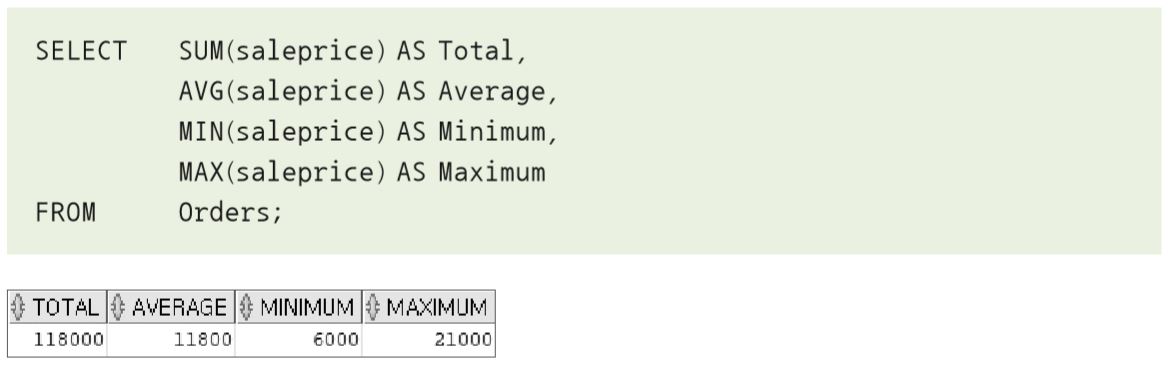 SELECT SUM(saleprice) AS Total,
AVG(saleprice) AS Average,
MIN(saleprice) AS Minimum,
MAX(saleprice) AS Maximum
FROM Orders;
TOTAL AVERAGE MINIMUM MAXIMUM
118000 11800 6000 21000